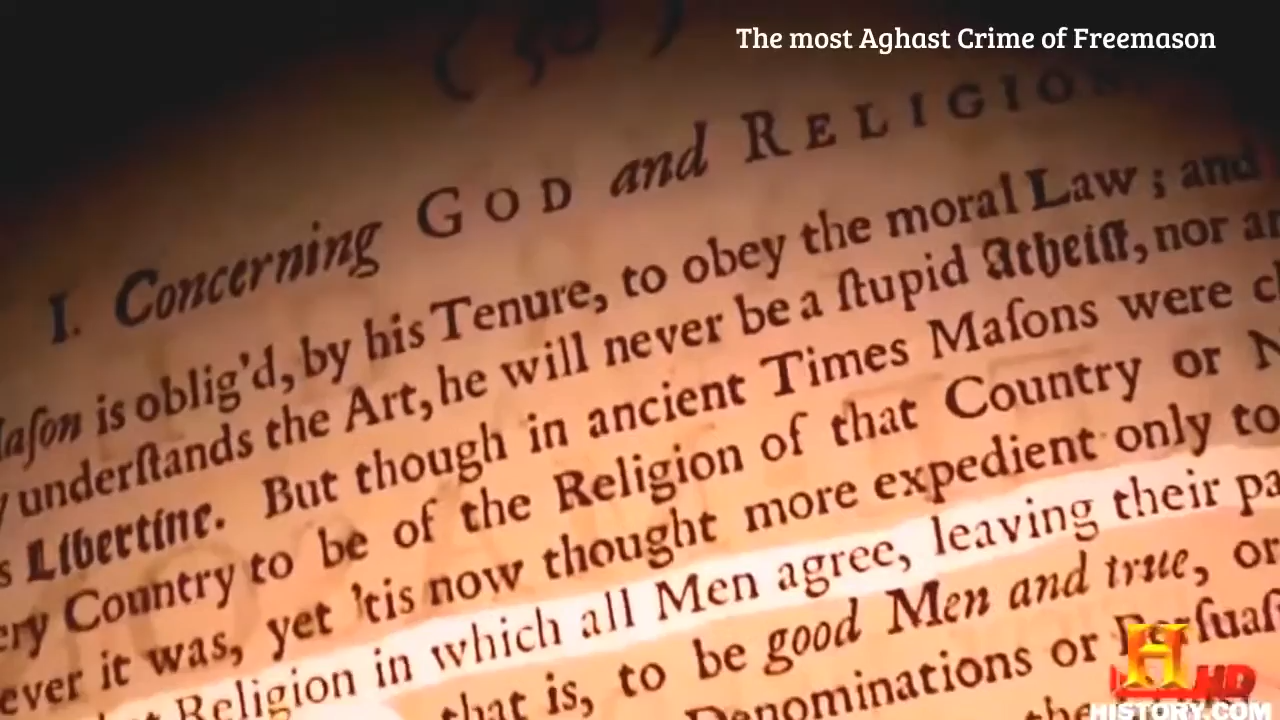 The most Aghast Crime of Freemason
(50)
I. Concerning GOD and RELIGIO
is oblig'd, by his Tenure, to obey the moral Law; and
underſtands the Art, he will never be a ſtupid Atheiſt, nor
Libertine. But though in ancient Times Maſons were
Country to be of the Religion of that Country or
ever it was, yet 'tis now thought more expedient only to
Religion in which all Men agree, leaving their
that is, to be good Men and true, or
Denominations or
H HD
HISTORY.COM